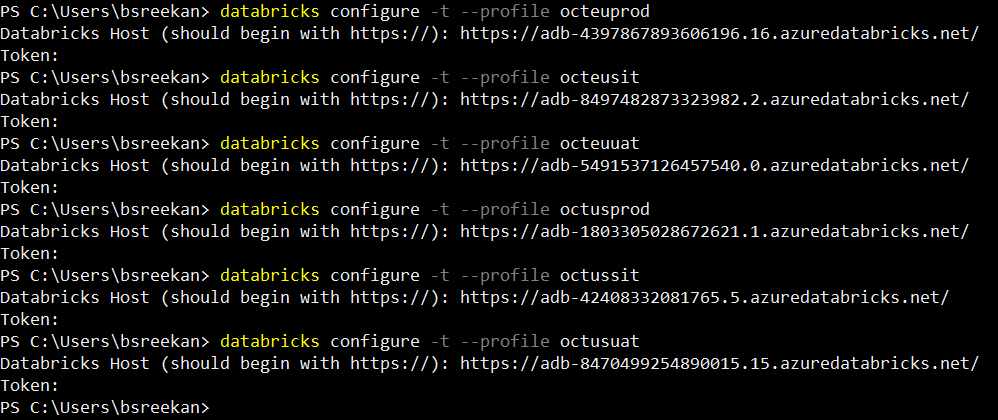 PS C:\Users\bsreekan> databricks configure -t --profile octeuprod
Databricks Host (should begin with https://): https://adb-4397867893606196.16.azuredatabricks.net/
Token:
PS C:\Users\bsreekan> databricks configure -t --profile octeusit
Databricks Host (should begin with https://): https://adb-8497482873323982.2.azuredatabricks.net/
Token:
PS C:\Users\bsreekan> databricks configure -t --profile octeuuat
Databricks Host (should begin with https://): https://adb-5491537126457540.0.azuredatabricks.net/
Token:
PS C:\Users\bsreekan> databricks configure -t --profile octusprod
Databricks Host (should begin with https://): https://adb-1803305028672621.1.azuredatabricks.net/
Token:
PS C:\Users\bsreekan> databricks configure -t --profile octussit
Databricks Host (should begin with https://): https://adb-42408332081765.5.azuredatabricks.net/
Token:
PS C:\Users\bsreekan> databricks configure -t --profile octusuat
Databricks Host (should begin with https://): https://adb-8470499254890015.15.azuredatabricks.net/
Token:
PS C:\Users\bsreekan>